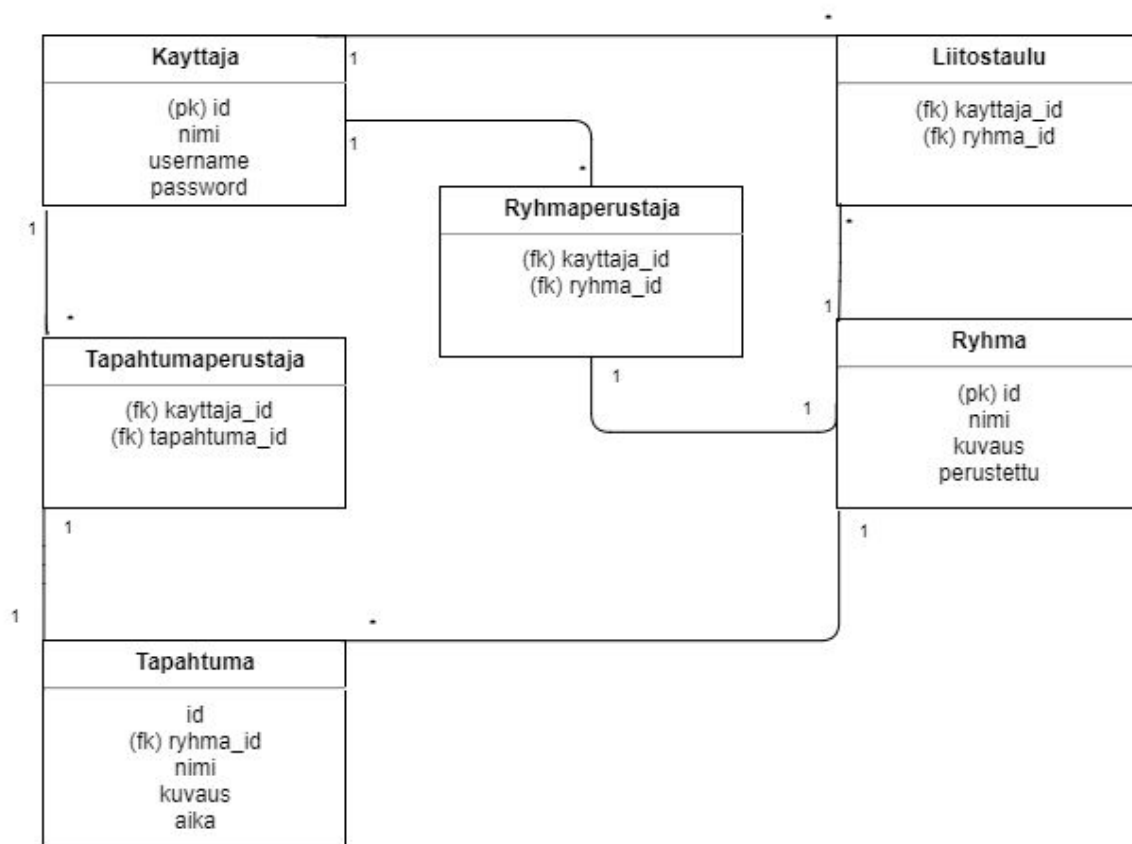 *
Kayttaja
(pk) id
nimi
username
password
1
1
1
Liitostaulu
(fk) kayttaja_id
(fk) ryhma_id
*
*
Ryhmaperustaja
(fk) kayttaja_id
(fk) ryhma_id
1
*
Tapahtumaperustaja
(fk) kayttaja_id
(fk) tapahtuma_id
1
1
1
Ryhma
(pk) id
nimi
kuvaus
perustettu
1
1
1
*
Tapahtuma
id
(fk) ryhma_id
nimi
kuvaus
aika